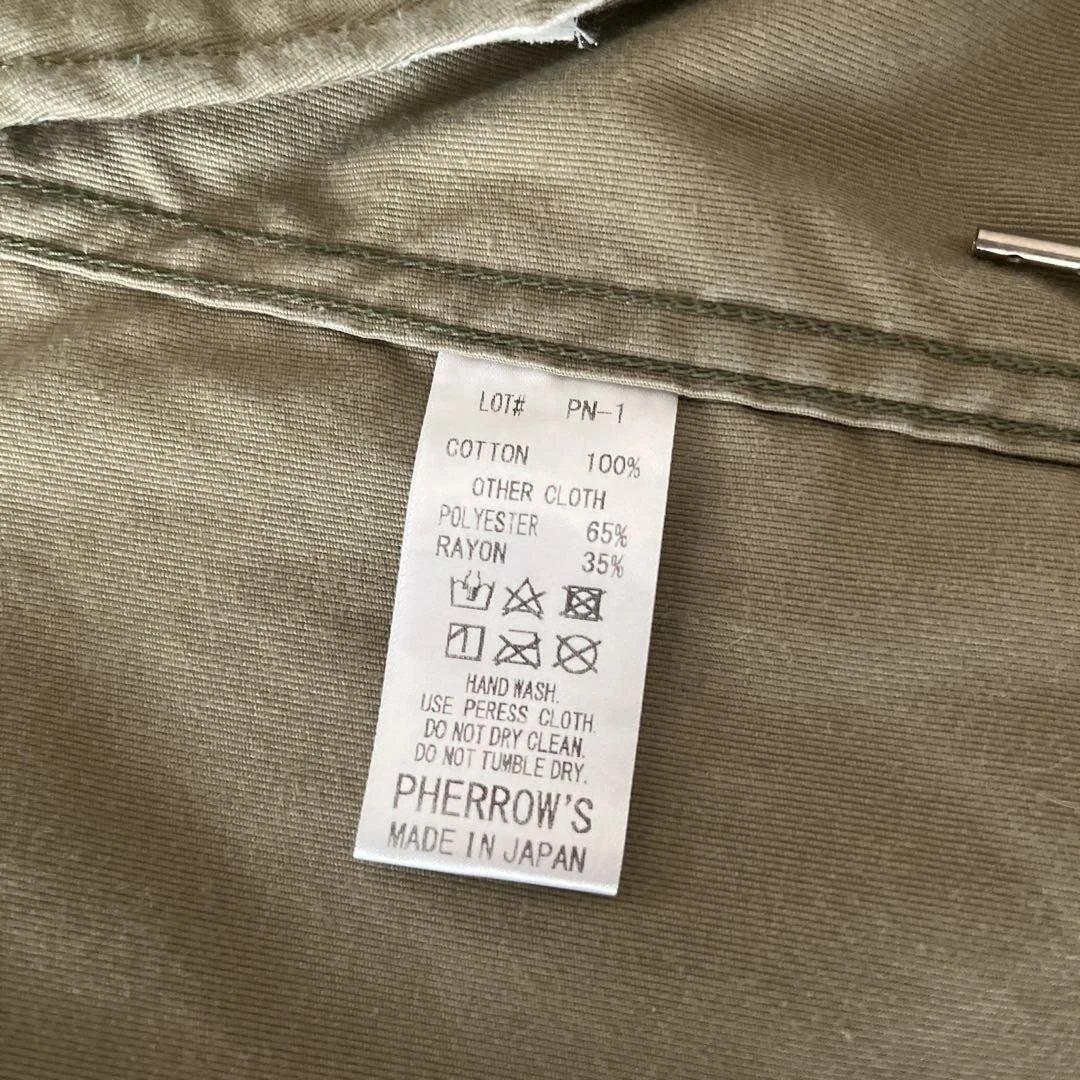 LOT# PN-1
COTTON 100%
OTHER CLOTH
POLYESTER 65%
RAYON 35%
HAND WASH.
USE PERESS CLOTH.
DO NOT DRY CLEAN.
DO NOT TUMBLE DRY.
PHERROW'S
MADE IN JAPAN